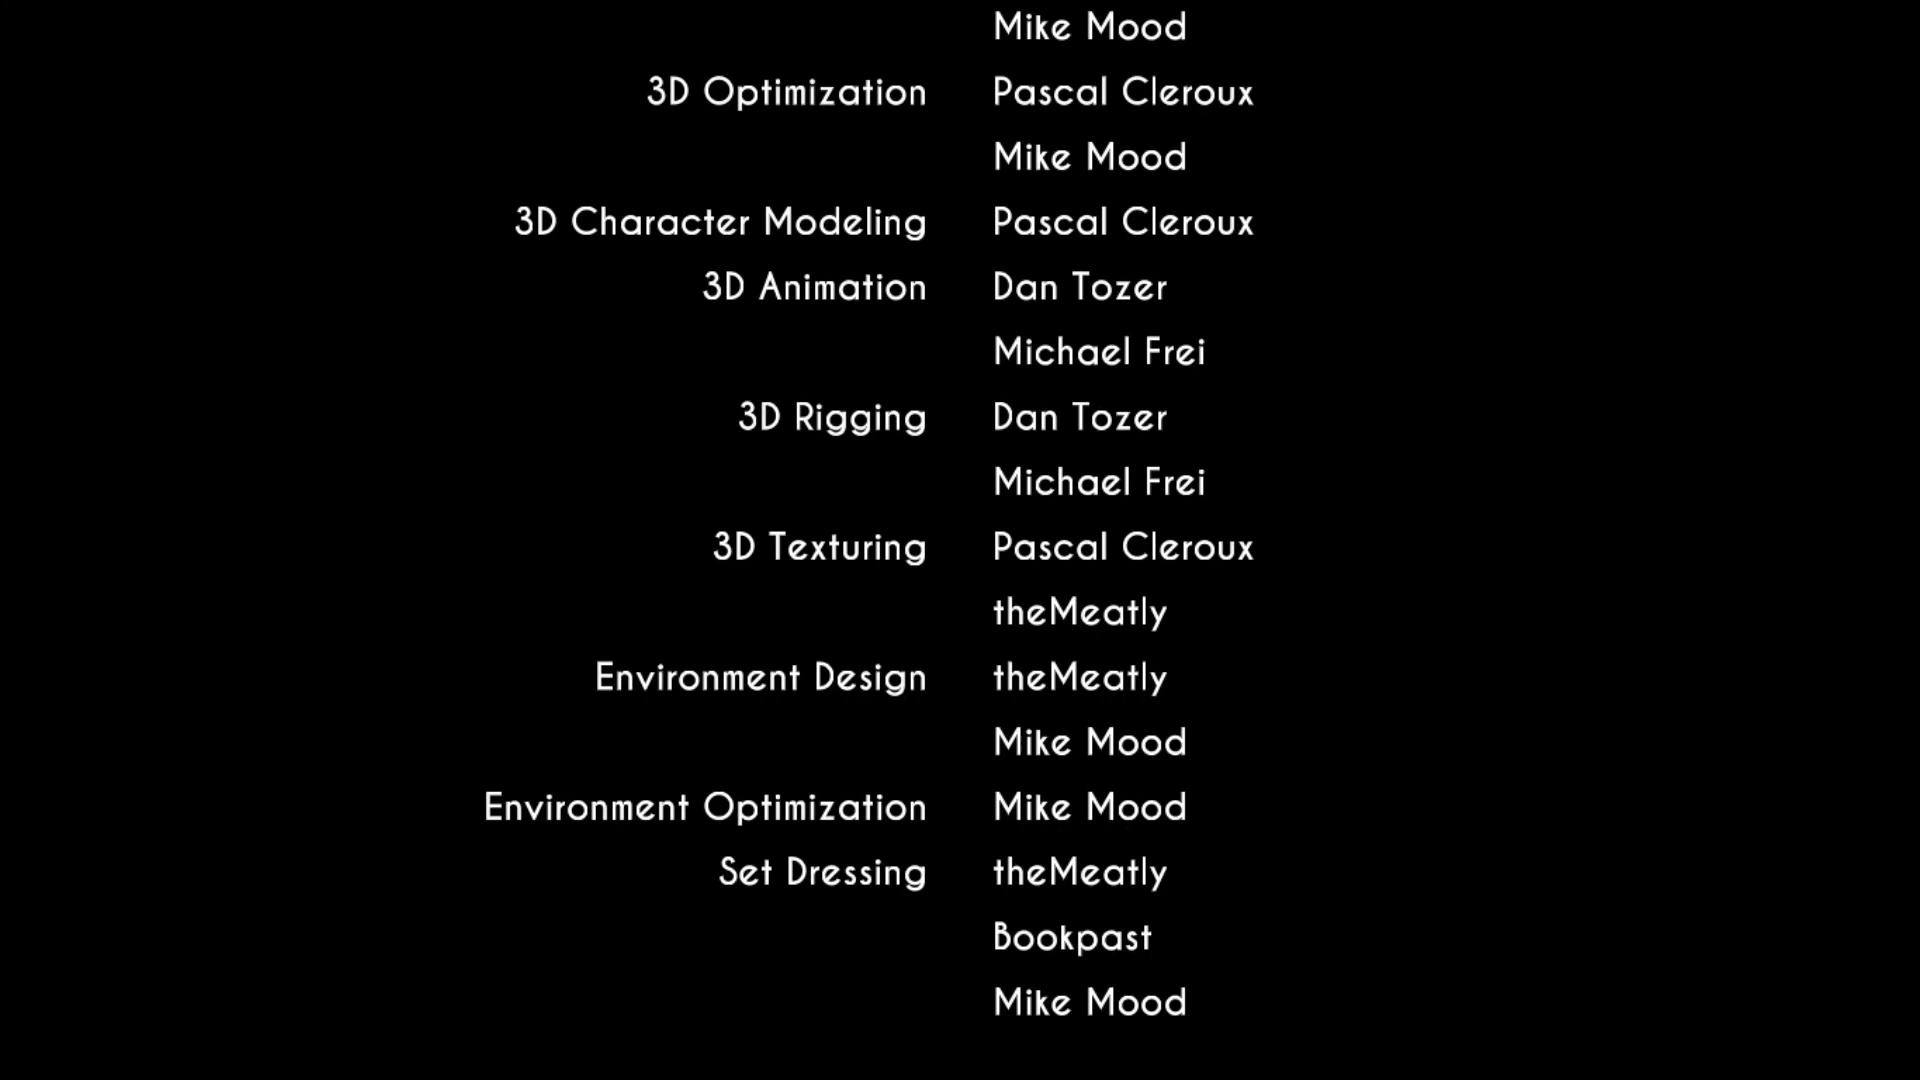 Mike Mood
3D Optimization Pascal Cleroux
Mike Mood
3D Character Modeling Pascal Cleroux
3D Animation Dan Tozer
Michael Frei
3D Rigging Dan Tozer
Michael Frei
3D Texturing Pascal Cleroux
theMeatly
Environment Design theMeatly
Mike Mood
Environment Optimization Mike Mood
Set Dressing theMeatly
Bookpast
Mike Mood